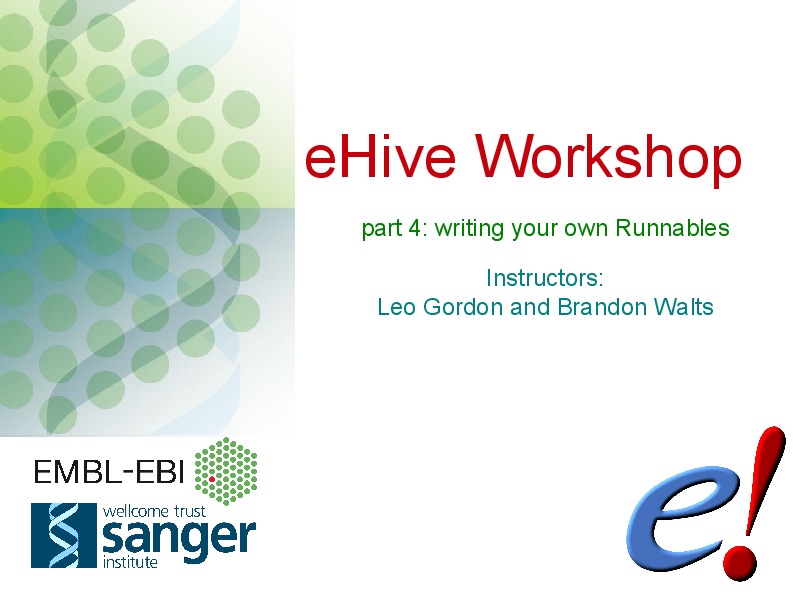 eHive Workshop
part 4: writing your own Runnables
Instructors:
Leo Gordon and Brandon Walts
EMBL-EBI
wellcome trust
sanger
institute
e!